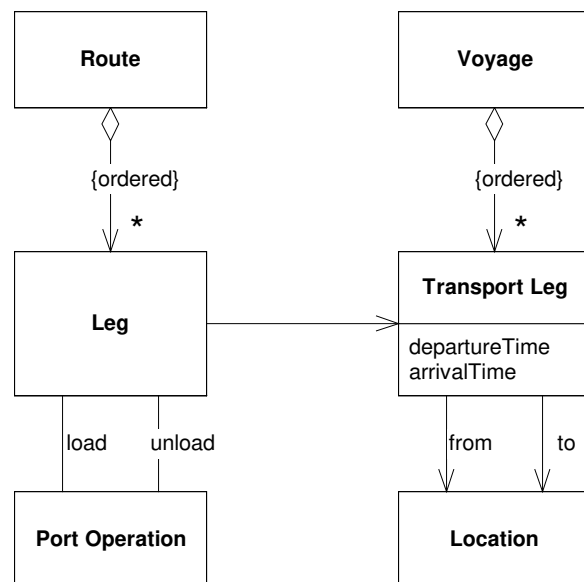 Route
Voyage
{ordered}
{ordered}
*
*
Leg
Transport Leg
departureTime
arrivalTime
load
unload
from
to
Port Operation
Location